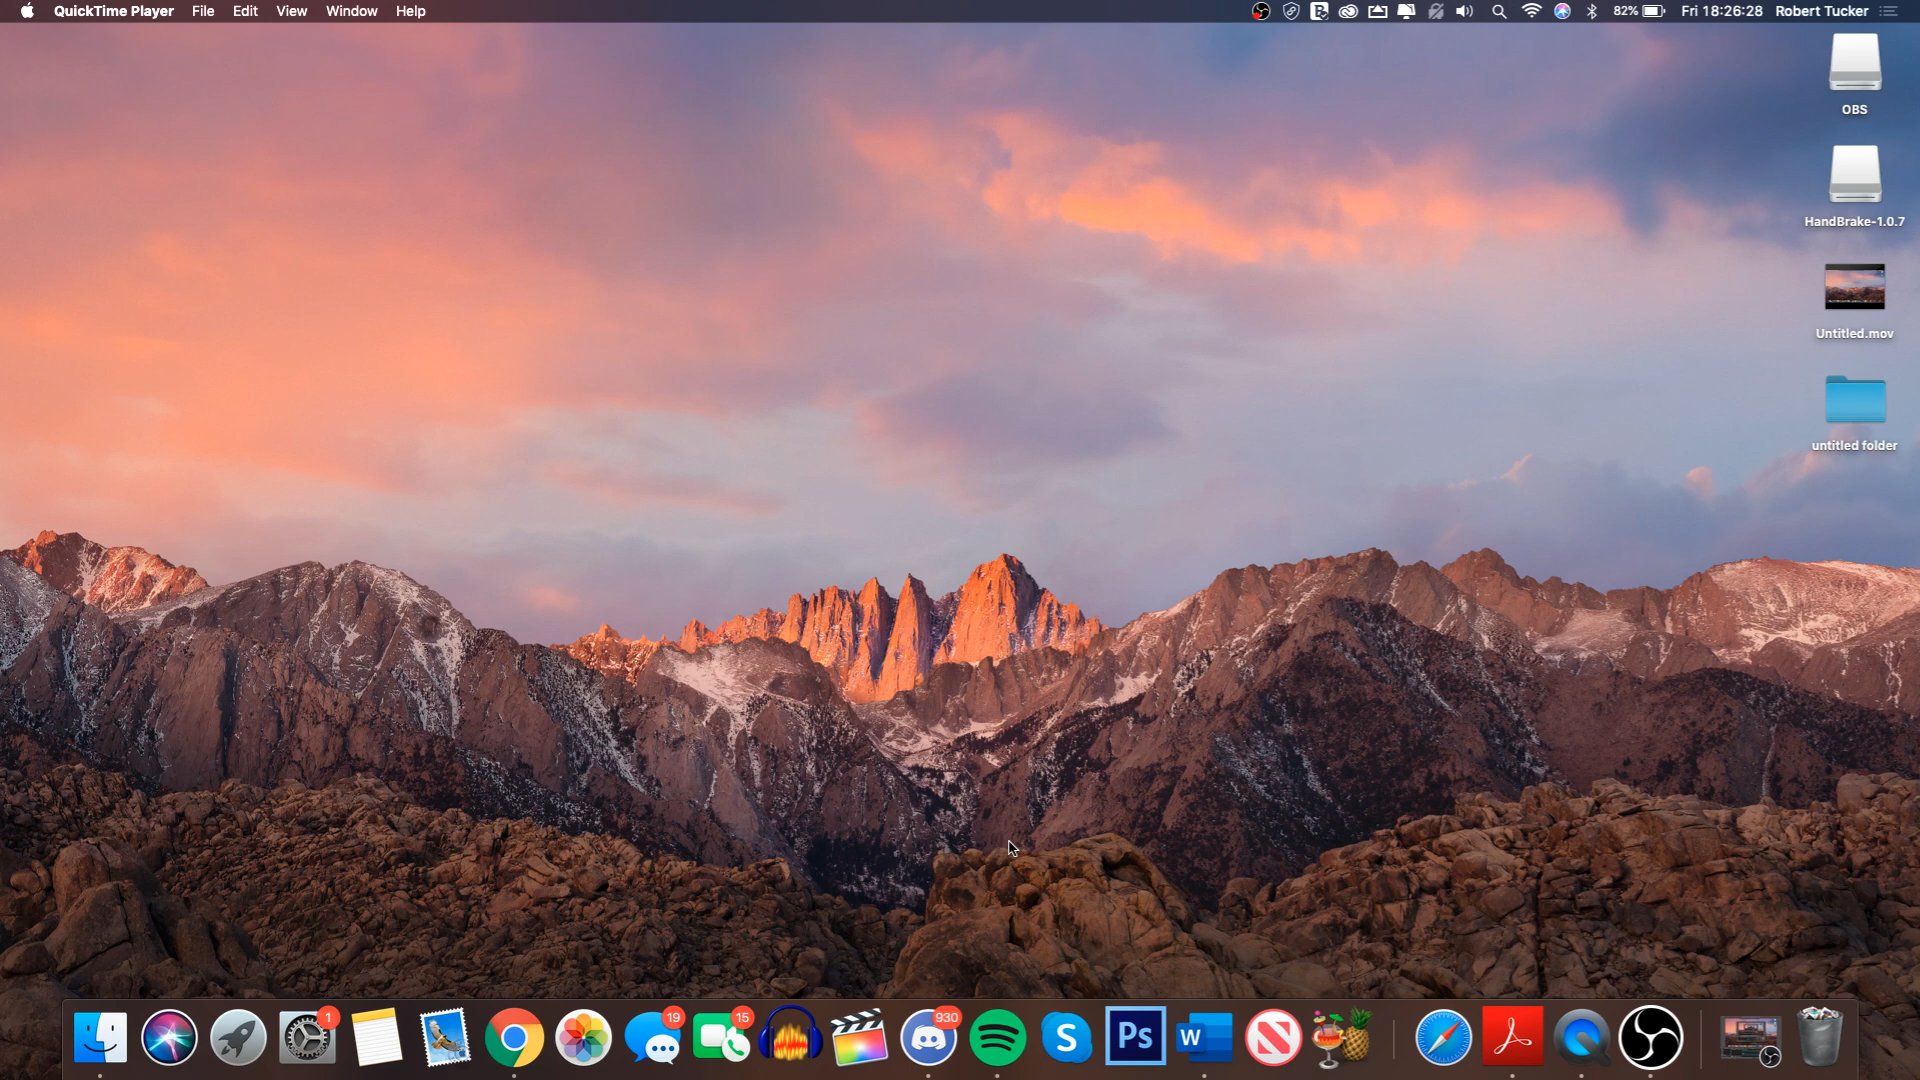 QuickTime Player File Edit View Window Help 82% Fri 18:26:28 Robert Tucker
OBS
HandBrake-1.0.7
Untitled.mov
untitled folder
1
19
15
930
S
Ps
W
N